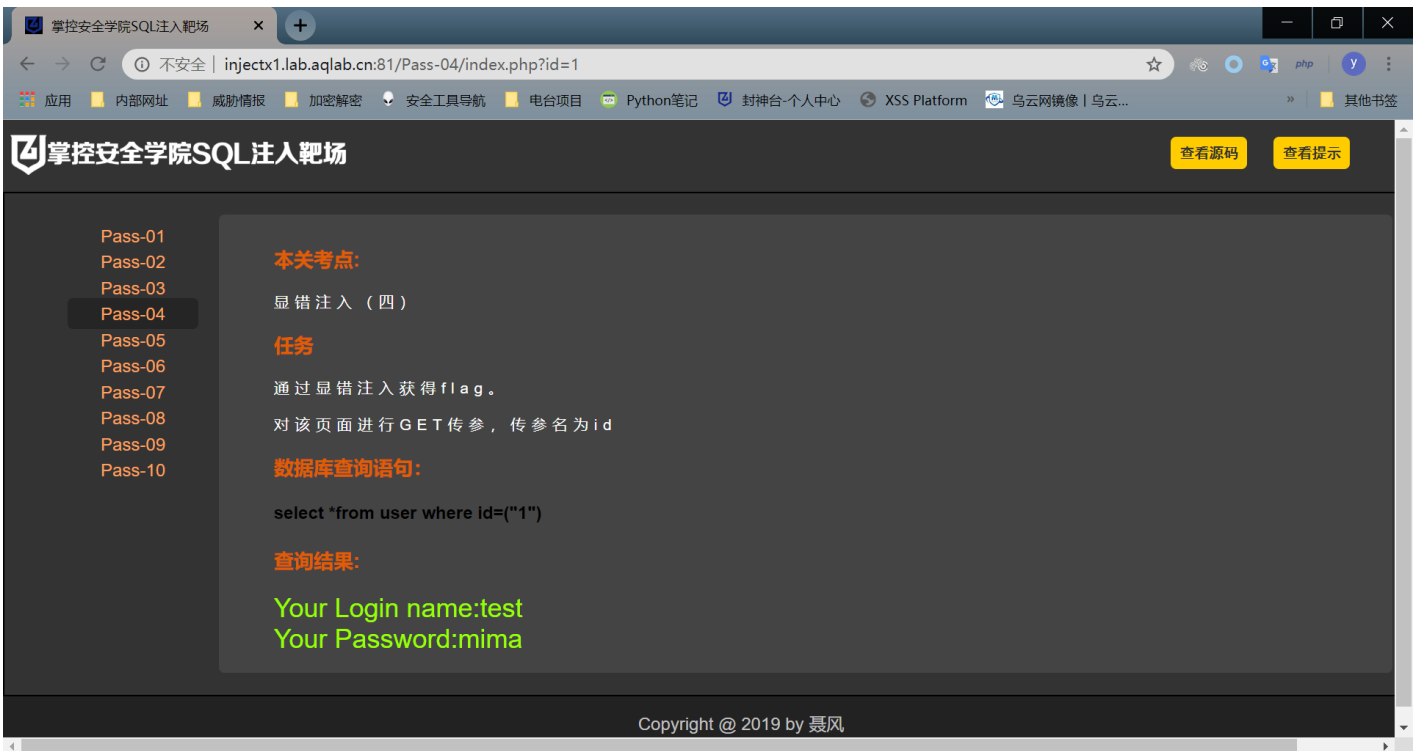 掌控安全学院SQL注入靶场
不安全 | injectx1.lab.aqlab.cn:81/Pass-04/index.php?id=1
php
y
应用 内部网址 威胁情报 加密解密 安全工具导航 电台项目 Python笔记 封神台-个人中心 XSS Platform 乌云网镜像 | 乌云... » 其他书签
掌控安全学院SQL注入靶场
查看源码 查看提示
Pass-01
Pass-02
Pass-03
Pass-04
Pass-05
Pass-06
Pass-07
Pass-08
Pass-09
Pass-10
本关考点:
显错注入（四）
任务
通过显错注入获得flag。
对该页面进行GET传参，传参名为id
数据库查询语句：
select *from user where id=("1")
查询结果:
Your Login name:test
Your Password:mima
Copyright @ 2019 by 聂风